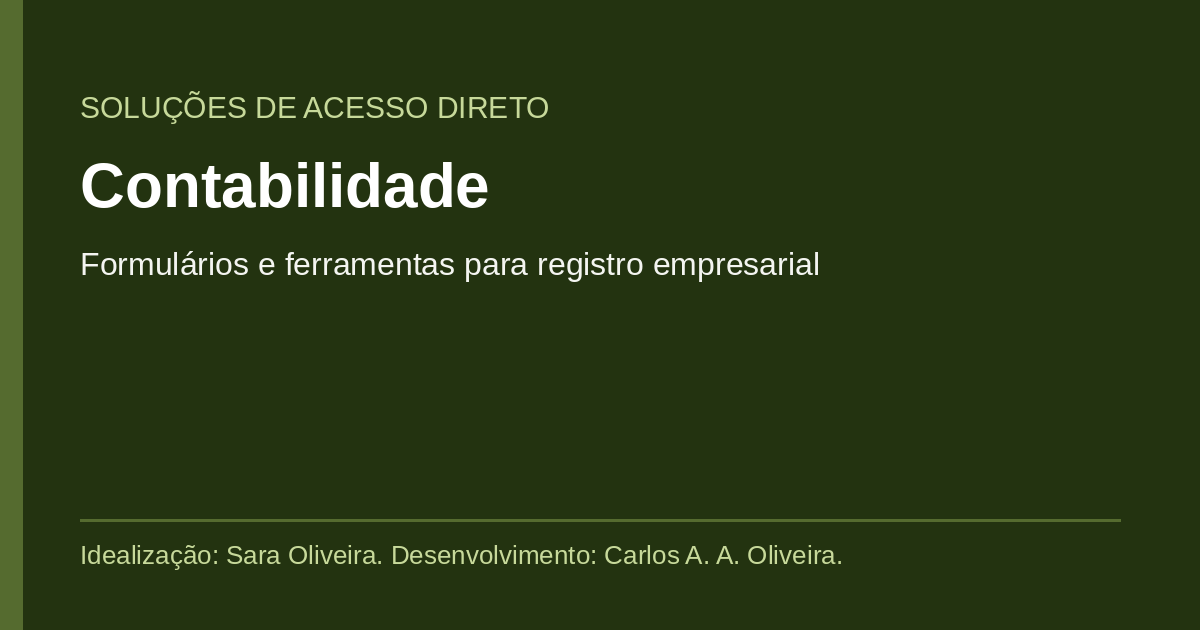 SOLUÇÕES DE ACESSO DIRETO
Contabilidade
Formulários e ferramentas para registro empresarial
Idealização: Sara Oliveira. Desenvolvimento: Carlos A. A. Oliveira.